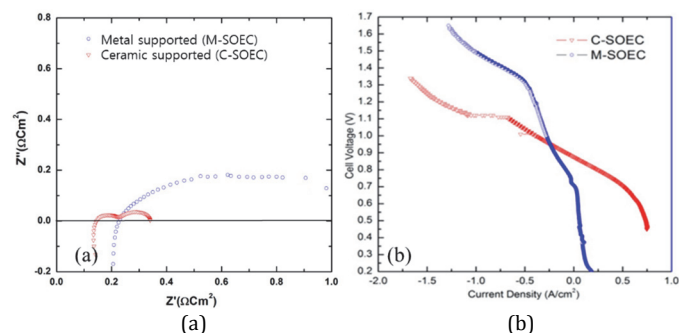 0.8
0.6
0.4
0.2
0.0
-0.2
Z''(ΩCm²)
Metal supported (M-SOEC)
Ceramic supported (C-SOEC)
(a)
0.0 0.2 0.4 0.6 0.8 1.0
Z'(ΩCm²)
(a)
1.7
1.6
1.5
1.4
1.3
1.2
1.1
1.0
0.9
0.8
0.7
0.6
0.5
0.4
0.3
0.2
Cell Voltage (V)
C-SOEC
M-SOEC
(b)
-2.0 -1.5 -1.0 -0.5 0.0 0.5 1.0
Current Density (A/cm²)
(b)